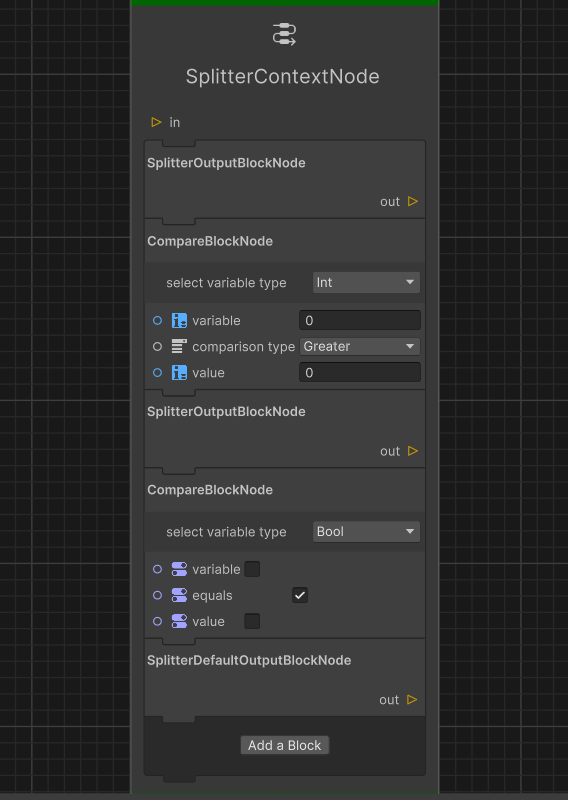 SplitterContextNode
in
SplitterOutputBlockNode
out
CompareBlockNode
select variable type Int
variable 0
comparison type Greater
value 0
SplitterOutputBlockNode
out
CompareBlockNode
select variable type Bool
variable
equals
value
SplitterDefaultOutputBlockNode
out
Add a Block